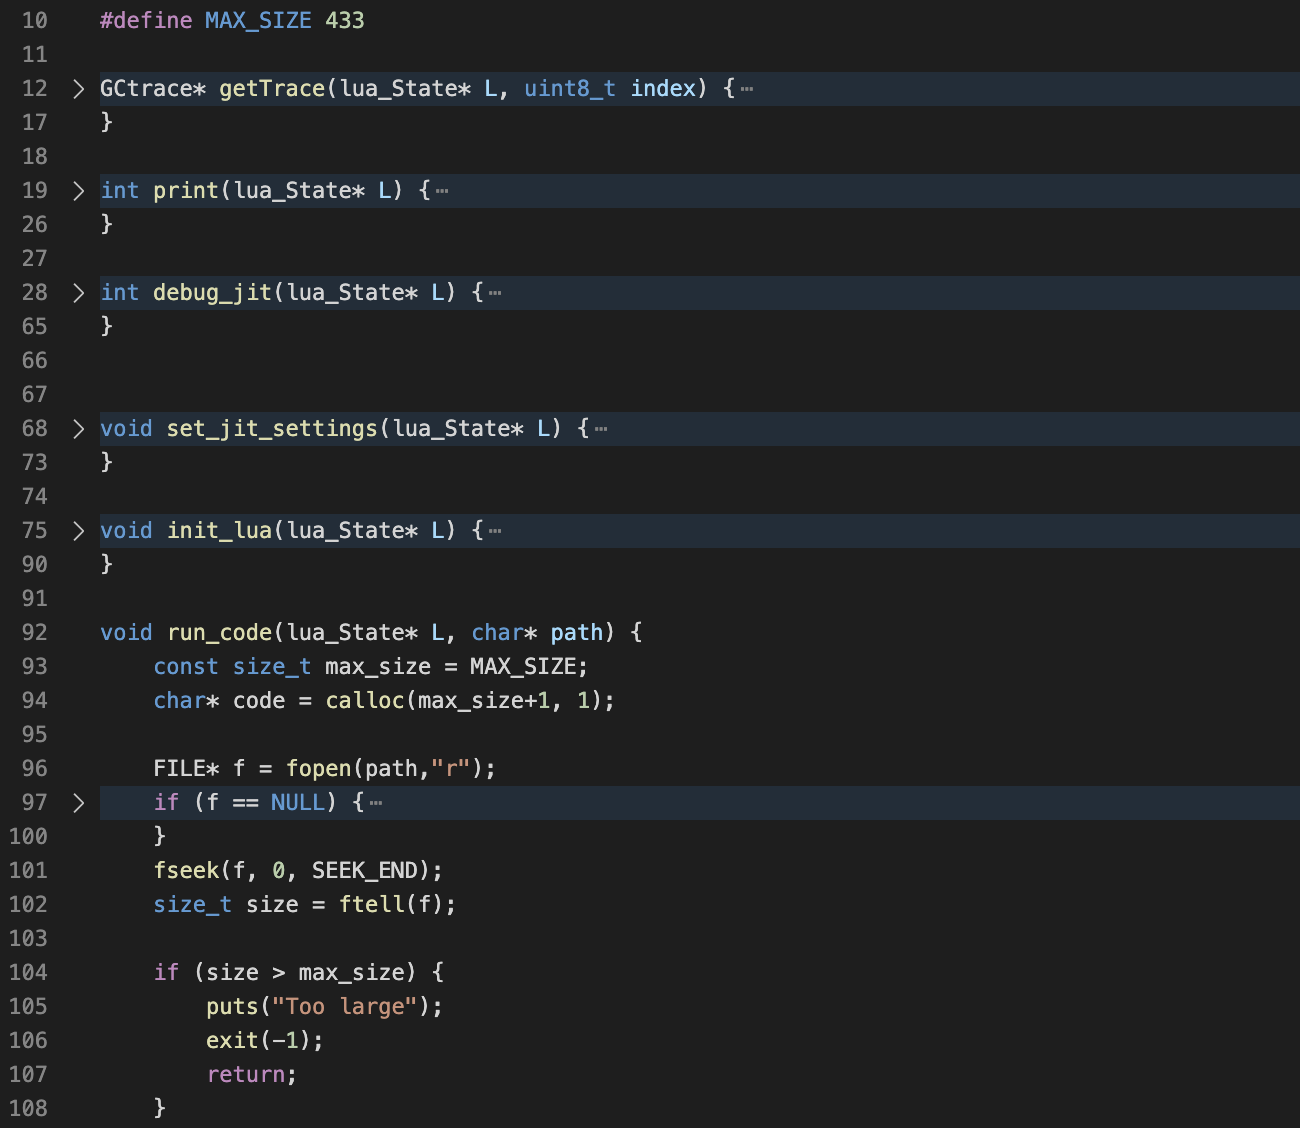 10 #define MAX_SIZE 433
11
12 > GCtrace* getTrace(lua_State* L, uint8_t index) {⋯
17 }
18
19 > int print(lua_State* L) {⋯
26 }
27
28 > int debug_jit(lua_State* L) {⋯
65 }
66
67
68 > void set_jit_settings(lua_State* L) {⋯
73 }
74
75 > void init_lua(lua_State* L) {⋯
90 }
91
92 void run_code(lua_State* L, char* path) {
93     const size_t max_size = MAX_SIZE;
94     char* code = calloc(max_size+1, 1);
95
96     FILE* f = fopen(path,"r");
97 >     if (f == NULL) {⋯
100     }
101     fseek(f, 0, SEEK_END);
102     size_t size = ftell(f);
103
104     if (size > max_size) {
105         puts("Too large");
106         exit(-1);
107         return;
108     }